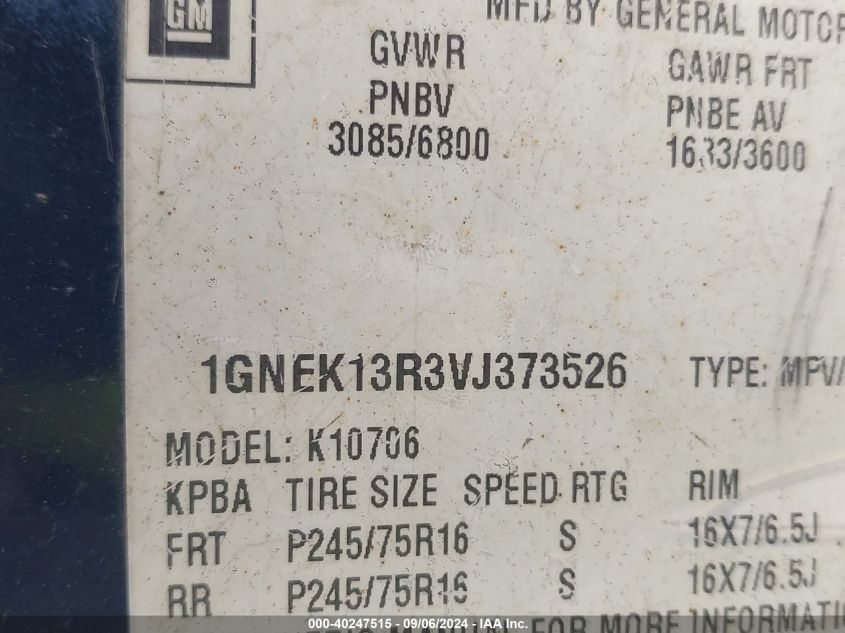 GM
MFD BY GENERAL MOTOR
GVWR GAWR FRT
PNBV PNBE AV
3085/6800 1633/3600
1GNEK13R3VJ373526 TYPE: MPV/
MODEL: K10706
KPBA TIRE SIZE SPEED RTG RIM
FRT P245/75R16 S 16X7/6.5J
RR P245/75R16 S 16X7/6.5J
MANUAL FOR MORE INFORMATI
000-40247515 - 09/06/2024 - IAA Inc.